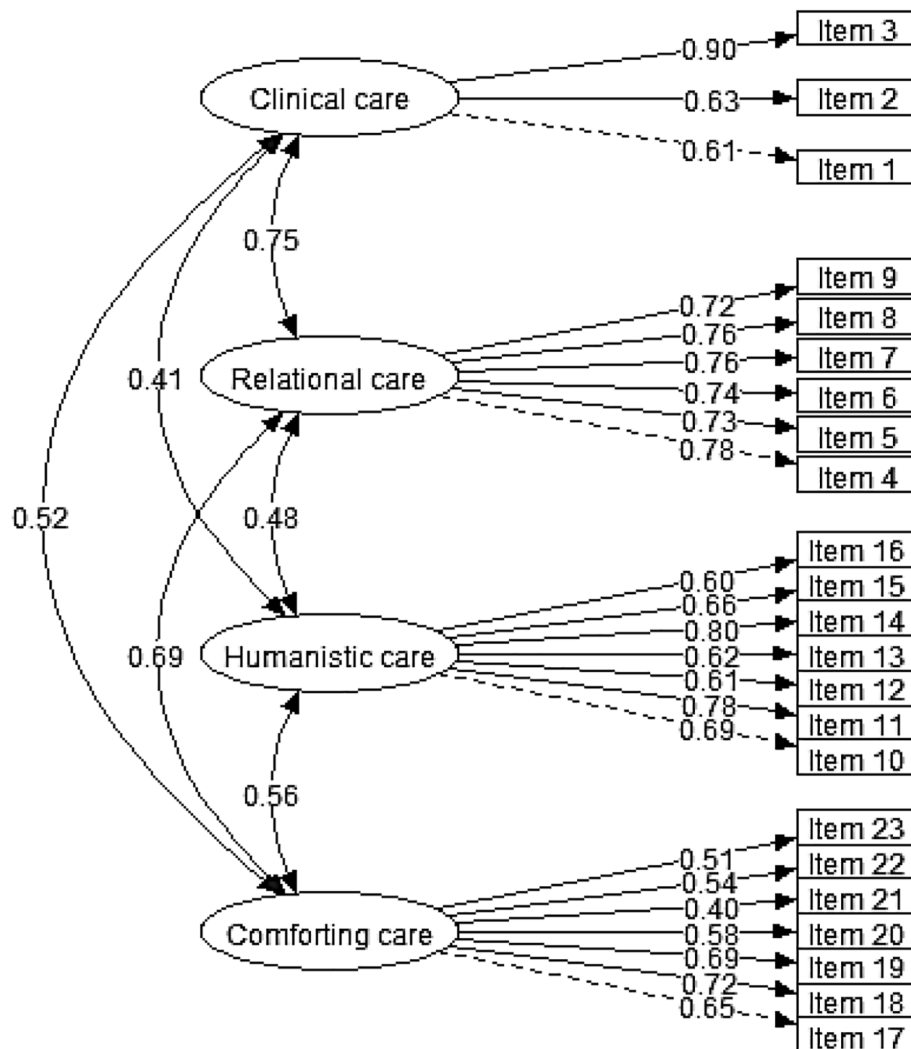 Item 3
0.90
Clinical care
0.63
Item 2
0.61
Item 1
0.75
Item 9
0.72
Item 8
0.76
Item 7
0.76
Relational care
0.41
0.74
Item 6
0.73
Item 5
0.78
Item 4
0.52
0.48
Item 16
0.60
Item 15
0.66
Item 14
0.80
Humanistic care
0.69
0.62
Item 13
0.61
Item 12
0.78
Item 11
0.69
Item 10
0.56
Item 23
0.51
Item 22
0.54
Item 21
0.40
Comforting care
0.58
Item 20
0.69
Item 19
0.72
Item 18
0.65
Item 17